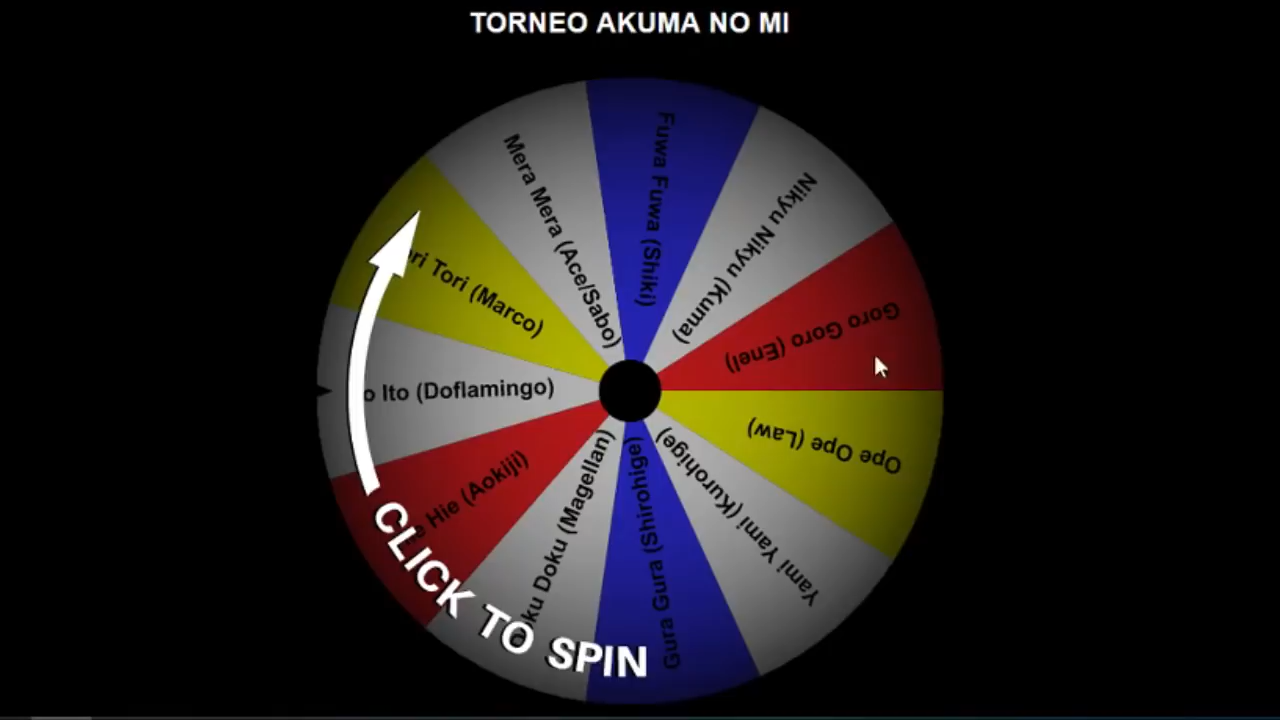 TORNEO AKUMA NO MI
Fuwa Fuwa (Shiki)
Nikyu Nikyu (Kuma)
Goro Goro (Enel)
Ope Ope (Law)
Yami Yami (Kurohige)
Gura Gura (Shirohige)
Doku (Magellan)
Hie (Aokiji)
Ito (Doflamingo)
Tori (Marco)
Mera Mera (Ace/Sabo)
CLICK TO SPIN